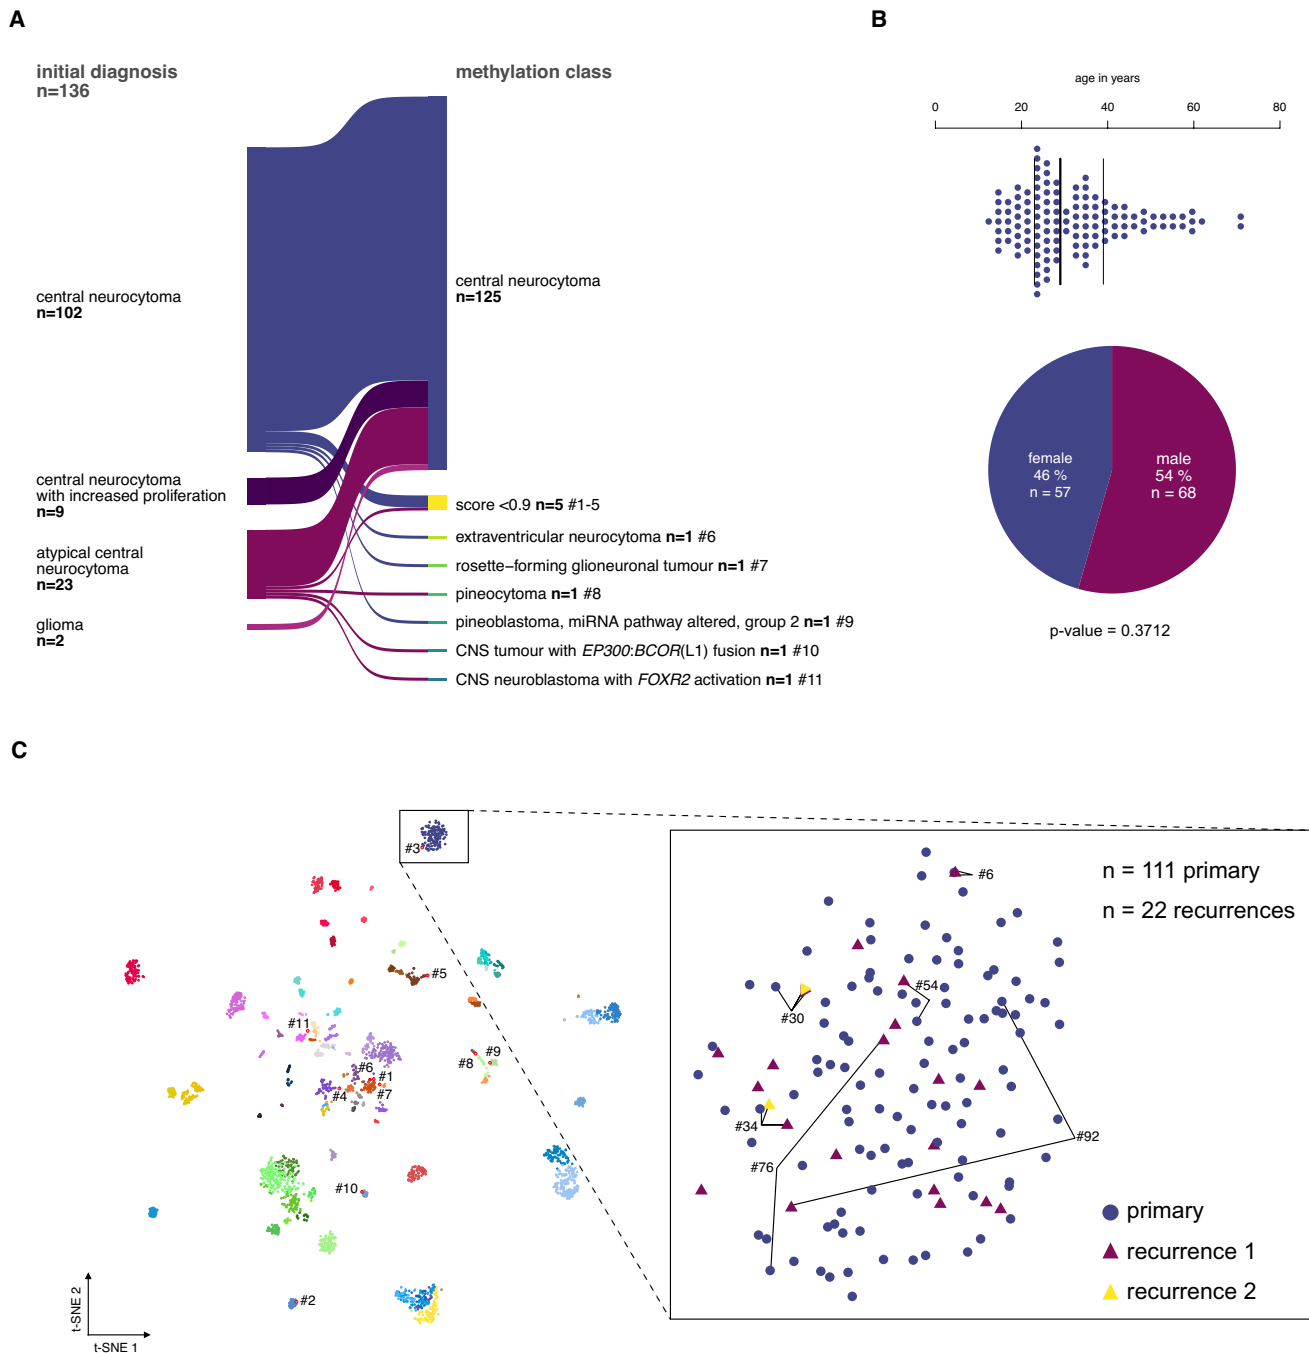 A
initial diagnosis
n=136
methylation class
central neurocytoma
n=102
central neurocytoma
with increased proliferation
n=9
atypical central
neurocytoma
n=23
glioma
n=2
central neurocytoma
n=125
score <0.9 n=5 #1-5
extraventricular neurocytoma n=1 #6
rosette−forming glioneuronal tumour n=1 #7
pineocytoma n=1 #8
pineoblastoma, miRNA pathway altered, group 2 n=1 #9
CNS tumour with EP300:BCOR(L1) fusion n=1 #10
CNS neuroblastoma with FOXR2 activation n=1 #11
B
age in years
0 20 40 60 80
female
46 %
n = 57
male
54 %
n = 68
p-value = 0.3712
C
#3
#5
#11
#9
#8
#6
#1
#4
#7
#10
#2
t-SNE 2
t-SNE 1
n = 111 primary
n = 22 recurrences
#6
#54
#30
#34
#92
#76
primary
recurrence 1
recurrence 2